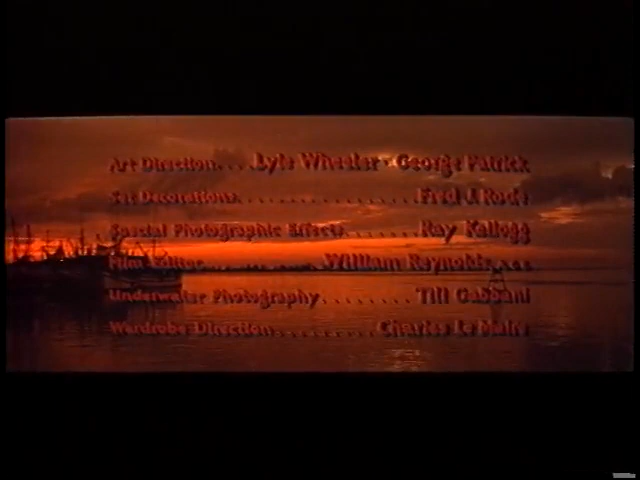 Art Direction....Lyle Wheeler · George Patrick
Set Decorations....................Fred J. Rode
Special Photographic Effects........Ray Kellogg
Film Editor.............William Reynolds, A.C.E.
Underwater Photography.......Till Gabbani
Wardrobe Direction..........Charles Le Maire